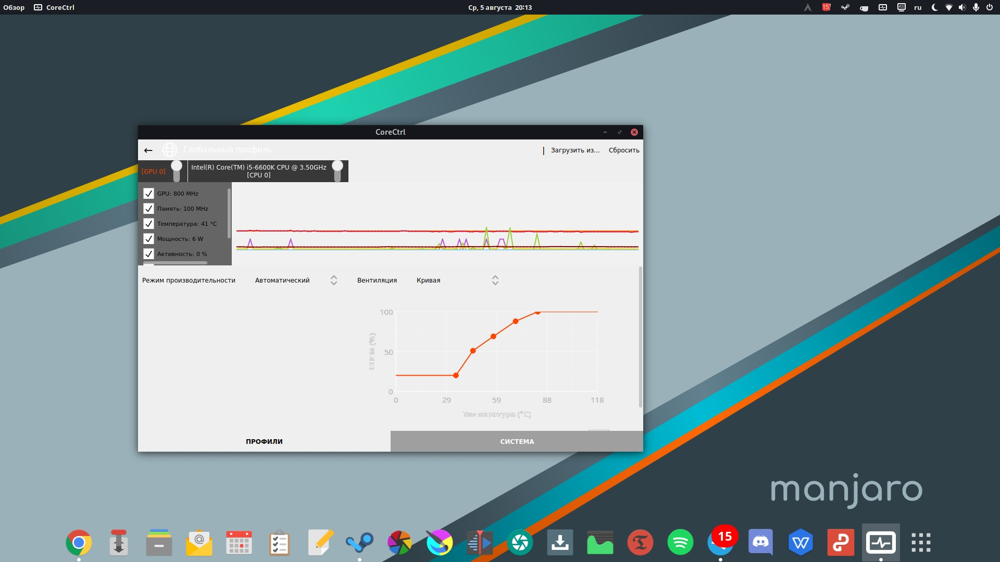 Обзор
CoreCtrl
Ср, 5 августа 20:13
15
ru
CoreCtrl
Глобальный профиль
Загрузить из...
Сбросить
[GPU 0]
Intel(R) Core(TM) i5-6600K CPU @ 3.50GHz
[CPU 0]
GPU: 800 MHz
Память: 100 MHz
Температура: 41 °C
Мощность: 6 W
Активность: 0 %
Режим производительности
Автоматический
Вентиляция
Кривая
100
50
0
ШИМ (%)
0 29 59 88 118
Температура (°C)
ПРОФИЛИ
СИСТЕМА
manjaro
15